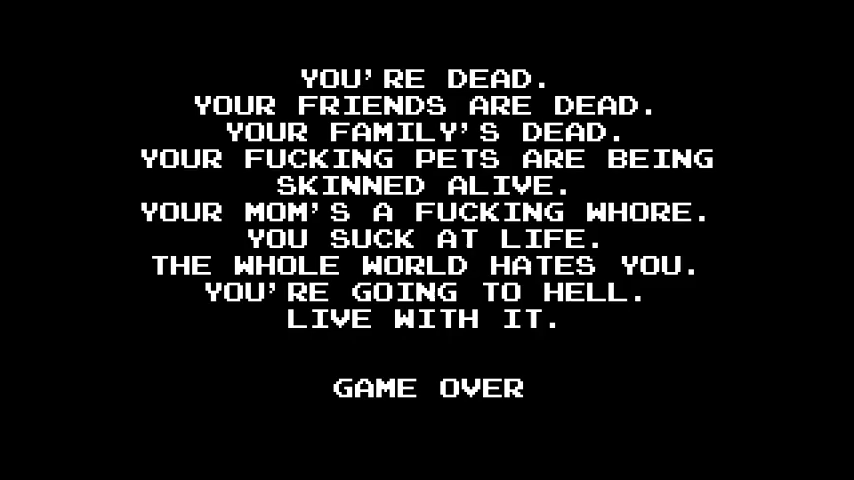 YOU'RE DEAD.
YOUR FRIENDS ARE DEAD.
YOUR FAMILY'S DEAD.
YOUR FUCKING PETS ARE BEING
SKINNED ALIVE.
YOUR MOM'S A FUCKING WHORE.
YOU SUCK AT LIFE.
THE WHOLE WORLD HATES YOU.
YOU'RE GOING TO HELL.
LIVE WITH IT.
GAME OVER